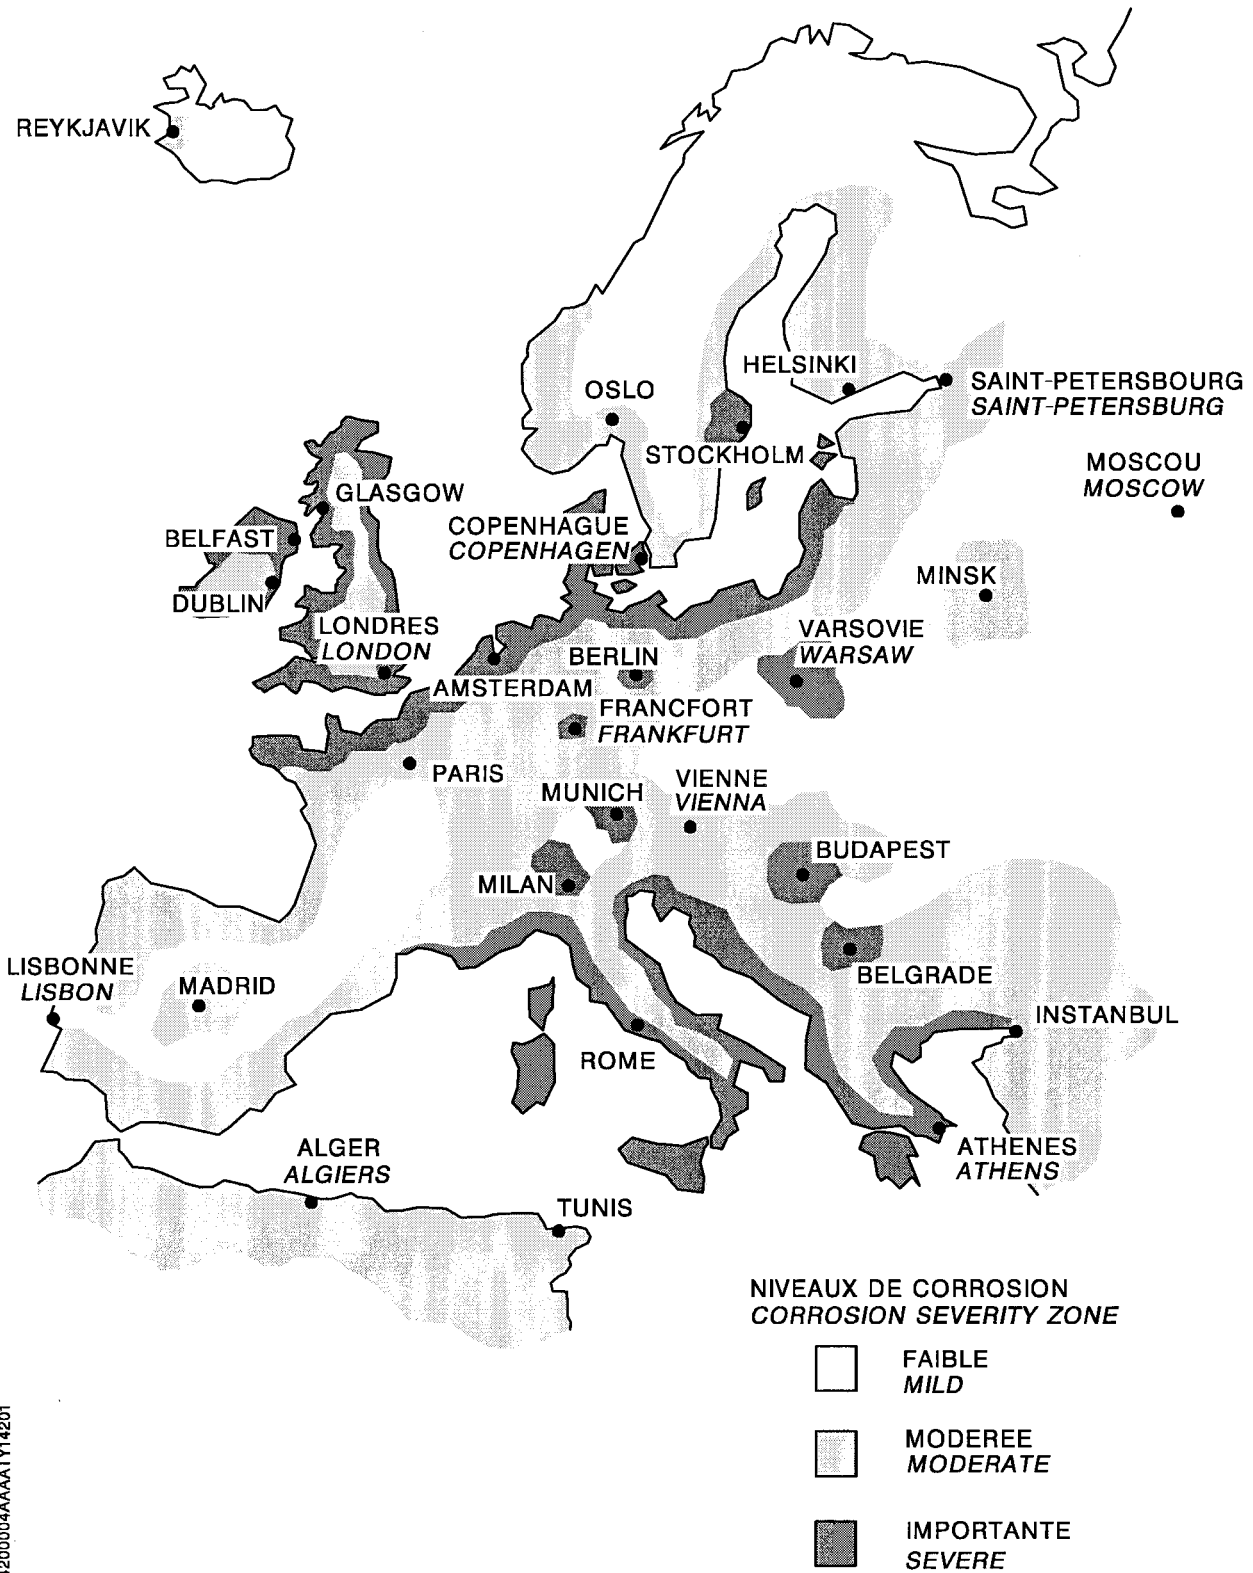 REYKJAVIK
HELSINKI
SAINT-PETERSBOURG
SAINT-PETERSBURG
OSLO
STOCKHOLM
MOSCOU
MOSCOW
GLASGOW
COPENHAGUE
COPENHAGEN
BELFAST
MINSK
DUBLIN
LONDRES
LONDON
VARSOVIE
WARSAW
BERLIN
AMSTERDAM
FRANCFORT
FRANKFURT
PARIS
VIENNE
VIENNA
MUNICH
BUDAPEST
MILAN
LISBONNE
LISBON
MADRID
BELGRADE
INSTANBUL
ROME
ALGER
ALGIERS
ATHENES
ATHENS
TUNIS
NIVEAUX DE CORROSION
CORROSION SEVERITY ZONE
FAIBLE
MILD
MODEREE
MODERATE
IMPORTANTE
SEVERE